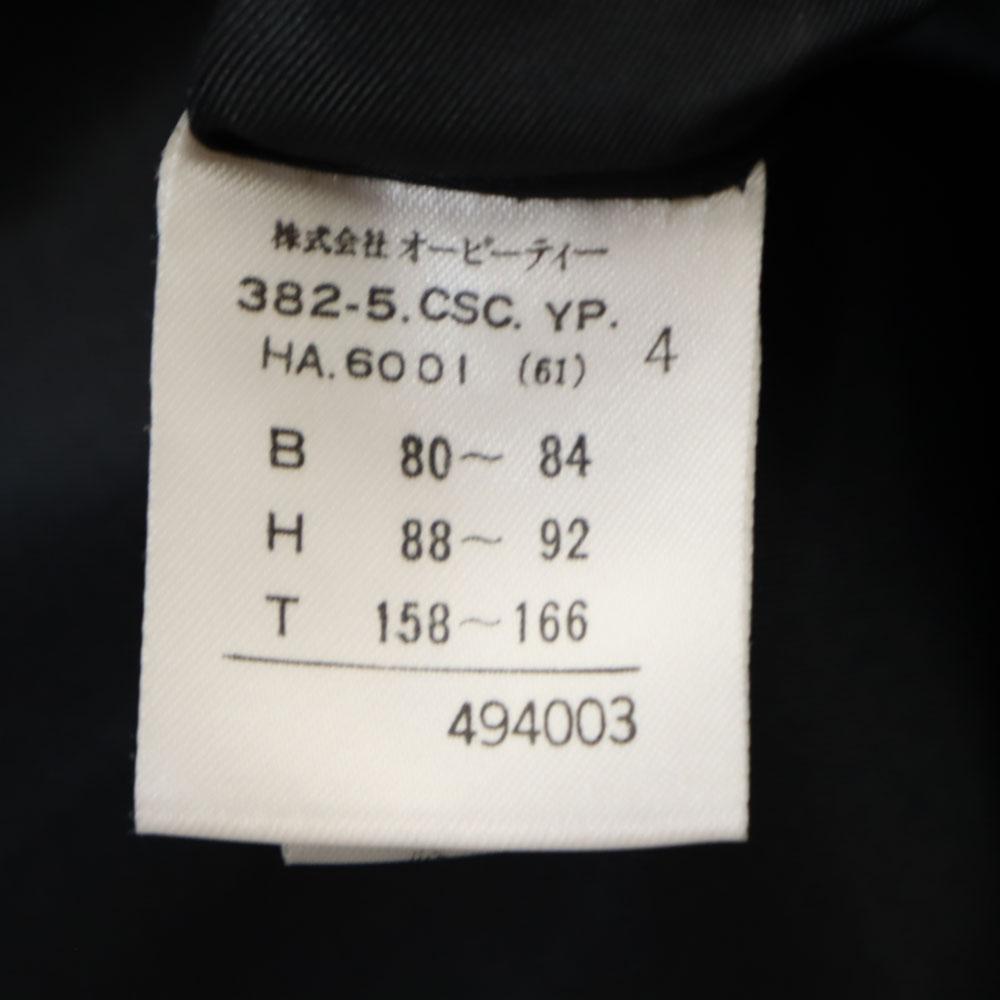 株式会社 オーピーティー
382-5.CSC. YP.
HA.6001 (61) 4
B 80～ 84
H 88～ 92
T 158～166
494003